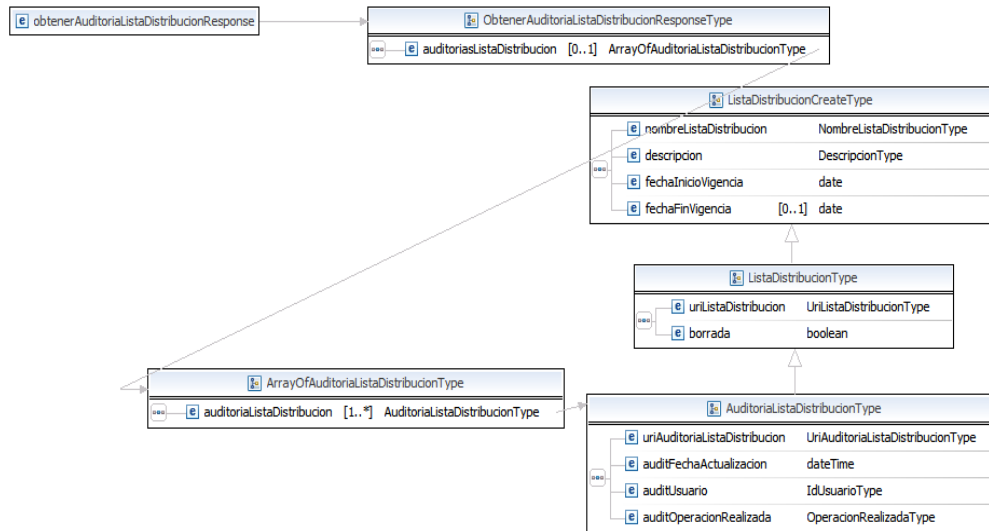 obtenerAuditoriaListaDistribucionResponse
ObtenerAuditoriaListaDistribucionResponseType
auditoriasListaDistribucion [0..1] ArrayOfAuditoriaListaDistribucionType
ListaDistribucionCreateType
nombreListaDistribucion NombreListaDistribucionType
descripcion DescripcionType
fechaInicioVigencia date
fechaFinVigencia [0..1] date
ListaDistribucionType
uriListaDistribucion UriListaDistribucionType
borrada boolean
ArrayOfAuditoriaListaDistribucionType
auditoriaListaDistribucion [1..*] AuditoriaListaDistribucionType
AuditoriaListaDistribucionType
uriAuditoriaListaDistribucion UriAuditoriaListaDistribucionType
auditFechaActualizacion dateTime
auditUsuario IdUsuarioType
auditOperacionRealizada OperacionRealizadaType